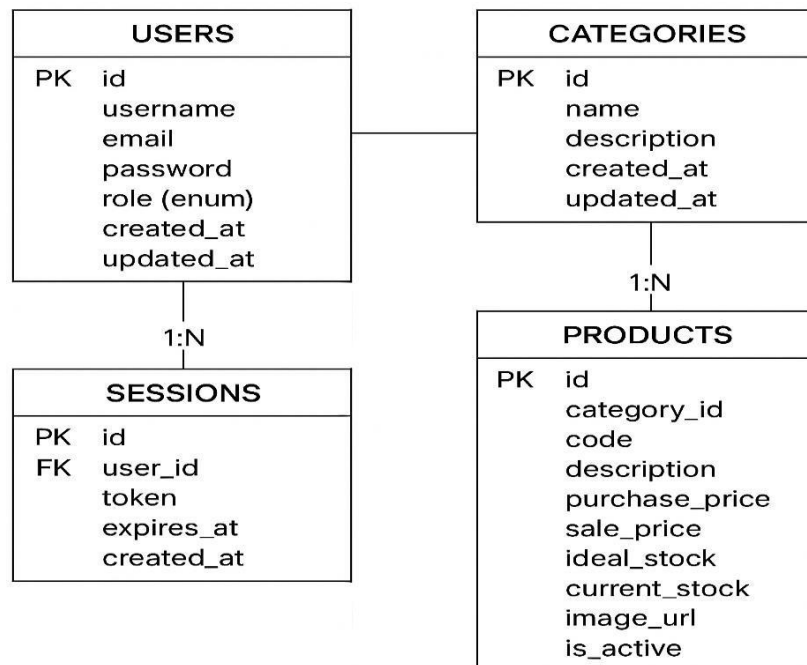 USERS
PK id
username
email
password
role (enum)
created_at
updated_at
1:N
SESSIONS
PK id
FK user_id
token
expires_at
created_at
CATEGORIES
PK id
name
description
created_at
updated_at
1:N
PRODUCTS
PK id
category_id
code
description
purchase_price
sale_price
ideal_stock
current_stock
image_url
is_active